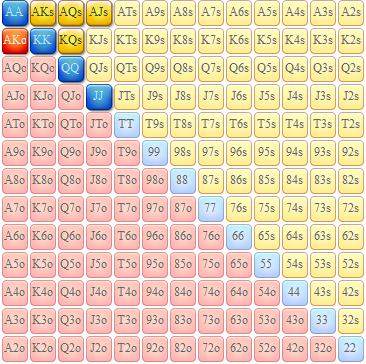 AA AKs AQs AJs ATs A9s A8s A7s A6s A5s A4s A3s A2s
AKo KK KQs KJs KTs K9s K8s K7s K6s K5s K4s K3s K2s
AQo KQo QQ QJs QTs Q9s Q8s Q7s Q6s Q5s Q4s Q3s Q2s
AJo KJo QJo JJ JTs J9s J8s J7s J6s J5s J4s J3s J2s
ATo KTo QTo JTo TT T9s T8s T7s T6s T5s T4s T3s T2s
A9o K9o Q9o J9o T9o 99 98s 97s 96s 95s 94s 93s 92s
A8o K8o Q8o J8o T8o 98o 88 87s 86s 85s 84s 83s 82s
A7o K7o Q7o J7o T7o 97o 87o 77 76s 75s 74s 73s 72s
A6o K6o Q6o J6o T6o 96o 86o 76o 66 65s 64s 63s 62s
A5o K5o Q5o J5o T5o 95o 85o 75o 65o 55 54s 53s 52s
A4o K4o Q4o J4o T4o 94o 84o 74o 64o 54o 44 43s 42s
A3o K3o Q3o J3o T3o 93o 83o 73o 63o 53o 43o 33 32s
A2o K2o Q2o J2o T2o 92o 82o 72o 62o 52o 42o 32o 22